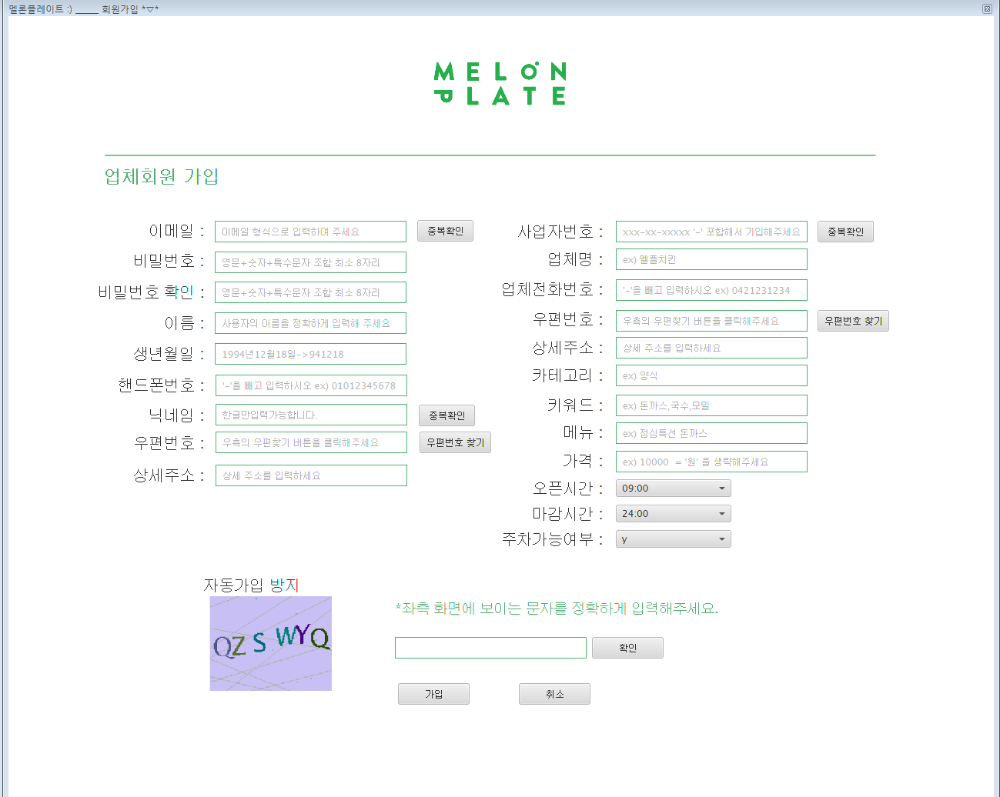 멜론플레이트 :) _____ 회원가입 *▽*
MELON
PLATE
업체회원 가입
이메일 : 이메일 형식으로 입력하여 주세요 중복확인
비밀번호 : 영문+숫자+특수문자 조합 최소 8자리
비밀번호 확인 : 영문+숫자+특수문자 조합 최소 8자리
이름 : 사용자의 이름을 정확하게 입력해 주세요
생년월일 : 1994년12월18일->941218
핸드폰번호 : '-'을 빼고 입력하시오 ex) 01012345678
닉네임 : 한글만입력가능합니다. 중복확인
우편번호 : 우측의 우편찾기 버튼을 클릭해주세요 우편번호 찾기
상세주소 : 상세 주소를 입력하세요
사업자번호 : xxx-xx-xxxxx '-' 포함해서 기입해주세요 중복확인
업체명 : ex) 멜플치킨
업체전화번호 : '-'을 빼고 입력하시오 ex) 0421231234
우편번호 : 우측의 우편찾기 버튼을 클릭해주세요 우편번호 찾기
상세주소 : 상세 주소를 입력하세요
카테고리 : ex) 양식
키워드 : ex) 돈까스,국수,모밀
메뉴 : ex) 점심특선 돈까스
가격 : ex) 10000 = '원' 을 생략해주세요
오픈시간 : 09:00
마감시간 : 24:00
주차가능여부 : y
자동가입 방지
QZSWYQ
*좌측 화면에 보이는 문자를 정확하게 입력해주세요.
확인
가입 취소